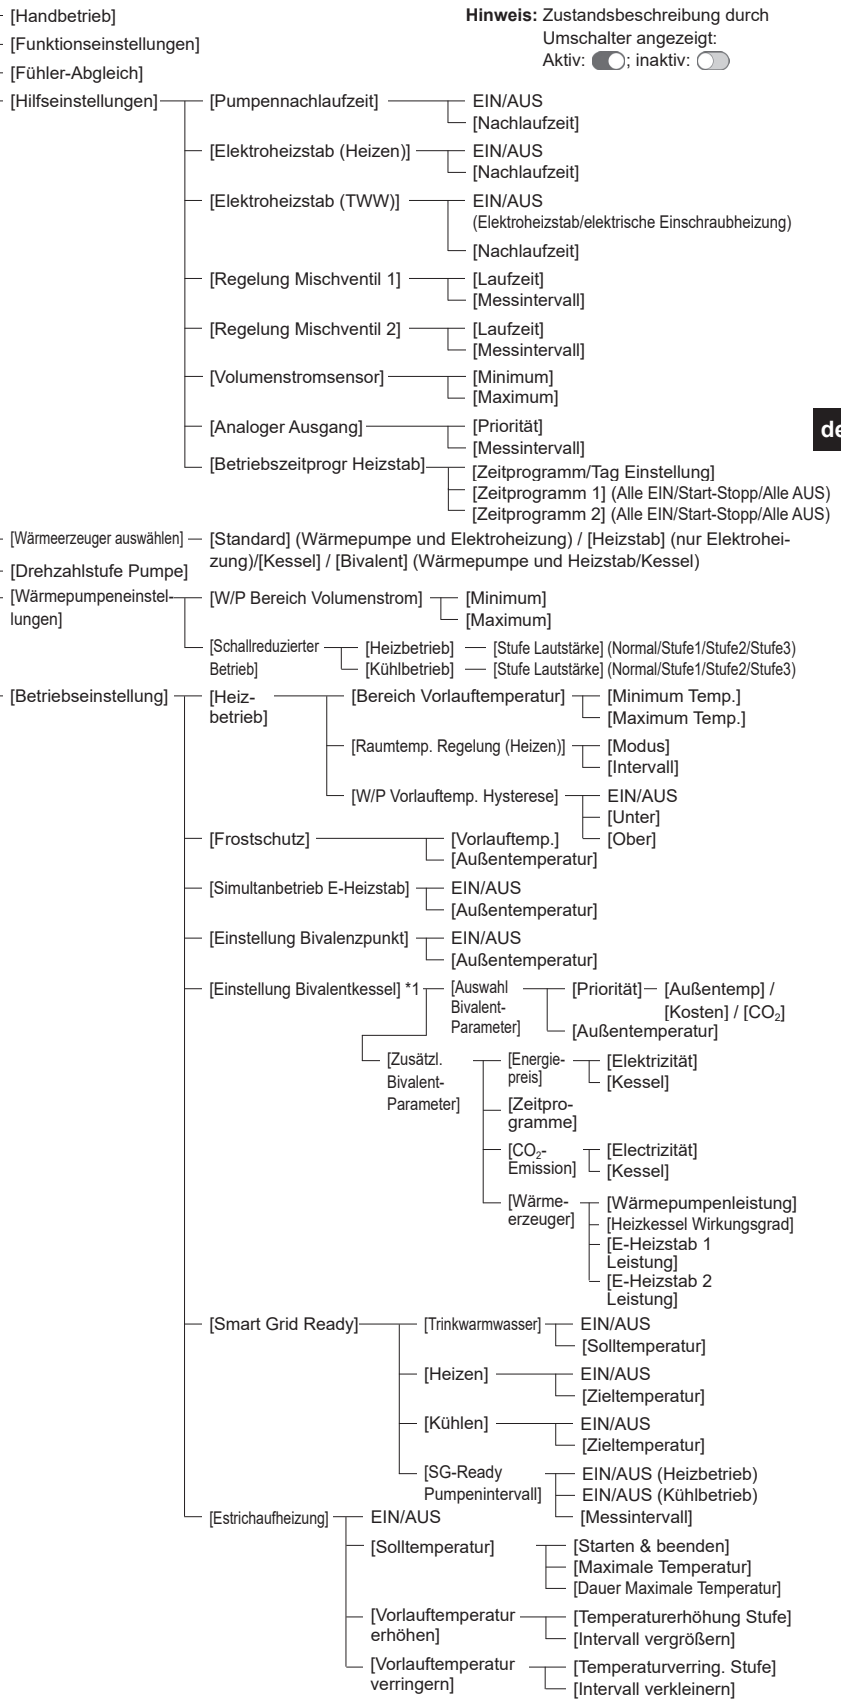 [Handbetrieb]
Hinweis: Zustandsbeschreibung durch
Umschalter angezeigt:
Aktiv: ; inaktiv:
[Funktionseinstellungen]
[Fühler-Abgleich]
[Hilfseinstellungen]
[Pumpennachlaufzeit]
EIN/AUS
[Nachlaufzeit]
[Elektroheizstab (Heizen)]
EIN/AUS
[Nachlaufzeit]
[Elektroheizstab (TWW)]
EIN/AUS
(Elektroheizstab/elektrische Einschraubheizung)
[Nachlaufzeit]
[Regelung Mischventil 1]
[Laufzeit]
[Messintervall]
[Regelung Mischventil 2]
[Laufzeit]
[Messintervall]
[Volumenstromsensor]
[Minimum]
[Maximum]
[Analoger Ausgang]
[Priorität]
[Messintervall]
de
[Betriebszeitprogr Heizstab]
[Zeitprogramm/Tag Einstellung]
[Zeitprogramm 1] (Alle EIN/Start-Stopp/Alle AUS)
[Zeitprogramm 2] (Alle EIN/Start-Stopp/Alle AUS)
[Wärmeerzeuger auswählen]
[Standard] (Wärmepumpe und Elektroheizung) / [Heizstab] (nur Elektrohei-
zung)/[Kessel] / [Bivalent] (Wärmepumpe und Heizstab/Kessel)
[Drehzahlstufe Pumpe]
[Wärmepumpeneinstel-
lungen]
[W/P Bereich Volumenstrom]
[Minimum]
[Maximum]
[Schallreduzierter
Betrieb]
[Heizbetrieb]
[Stufe Lautstärke] (Normal/Stufe1/Stufe2/Stufe3)
[Kühlbetrieb]
[Stufe Lautstärke] (Normal/Stufe1/Stufe2/Stufe3)
[Betriebseinstellung]
[Heiz-
betrieb]
[Bereich Vorlauftemperatur]
[Minimum Temp.]
[Maximum Temp.]
[Raumtemp. Regelung (Heizen)]
[Modus]
[Intervall]
[W/P Vorlauftemp. Hysterese]
EIN/AUS
[Unter]
[Ober]
[Frostschutz]
[Vorlauftemp.]
[Außentemperatur]
[Simultanbetrieb E-Heizstab]
EIN/AUS
[Außentemperatur]
[Einstellung Bivalenzpunkt]
EIN/AUS
[Außentemperatur]
[Einstellung Bivalentkessel] *1
[Auswahl
Bivalent-
Parameter]
[Priorität]
[Außentemp] /
[Kosten] / [CO₂]
[Außentemperatur]
[Zusätzl.
Bivalent-
Parameter]
[Energie-
preis]
[Elektrizität]
[Kessel]
[Zeitpro-
gramme]
[CO₂-
Emission]
[Electrizität]
[Kessel]
[Wärme-
erzeuger]
[Wärmepumpenleistung]
[Heizkessel Wirkungsgrad]
[E-Heizstab 1
Leistung]
[E-Heizstab 2
Leistung]
[Smart Grid Ready]
[Trinkwarmwasser]
EIN/AUS
[Solltemperatur]
[Heizen]
EIN/AUS
[Zieltemperatur]
[Kühlen]
EIN/AUS
[Zieltemperatur]
[SG-Ready
Pumpenintervall]
EIN/AUS (Heizbetrieb)
EIN/AUS (Kühlbetrieb)
[Messintervall]
[Estrichaufheizung]
EIN/AUS
[Solltemperatur]
[Starten & beenden]
[Maximale Temperatur]
[Dauer Maximale Temperatur]
[Vorlauftemperatur
erhöhen]
[Temperaturerhöhung Stufe]
[Intervall vergrößern]
[Vorlauftemperatur
verringern]
[Temperaturverring. Stufe]
[Intervall verkleinern]